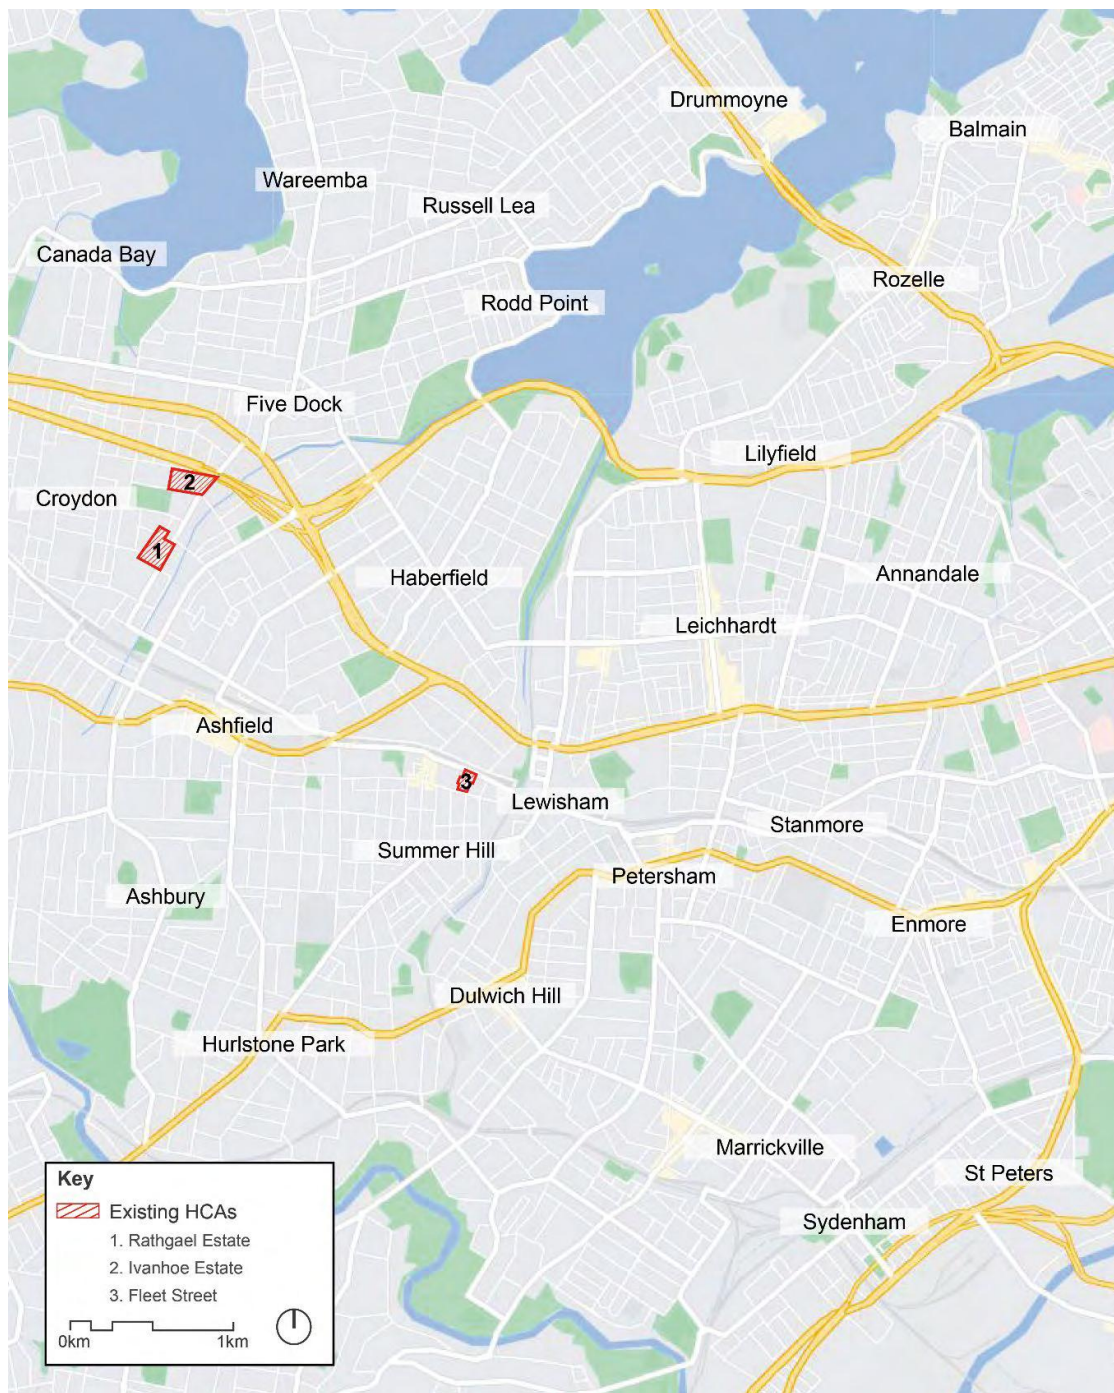 Drummoyne
Balmain
Wareemba
Russell Lea
Canada Bay
Rozelle
Rodd Point
Five Dock
Lilyfield
2
Croydon
1
Haberfield
Annandale
Leichhardt
Ashfield
3
Lewisham
Stanmore
Summer Hill
Petersham
Ashbury
Enmore
Dulwich Hill
Hurlstone Park
Marrickville
St Peters
Sydenham
Key
Existing HCAs
1. Rathgael Estate
2. Ivanhoe Estate
3. Fleet Street
0km 1km